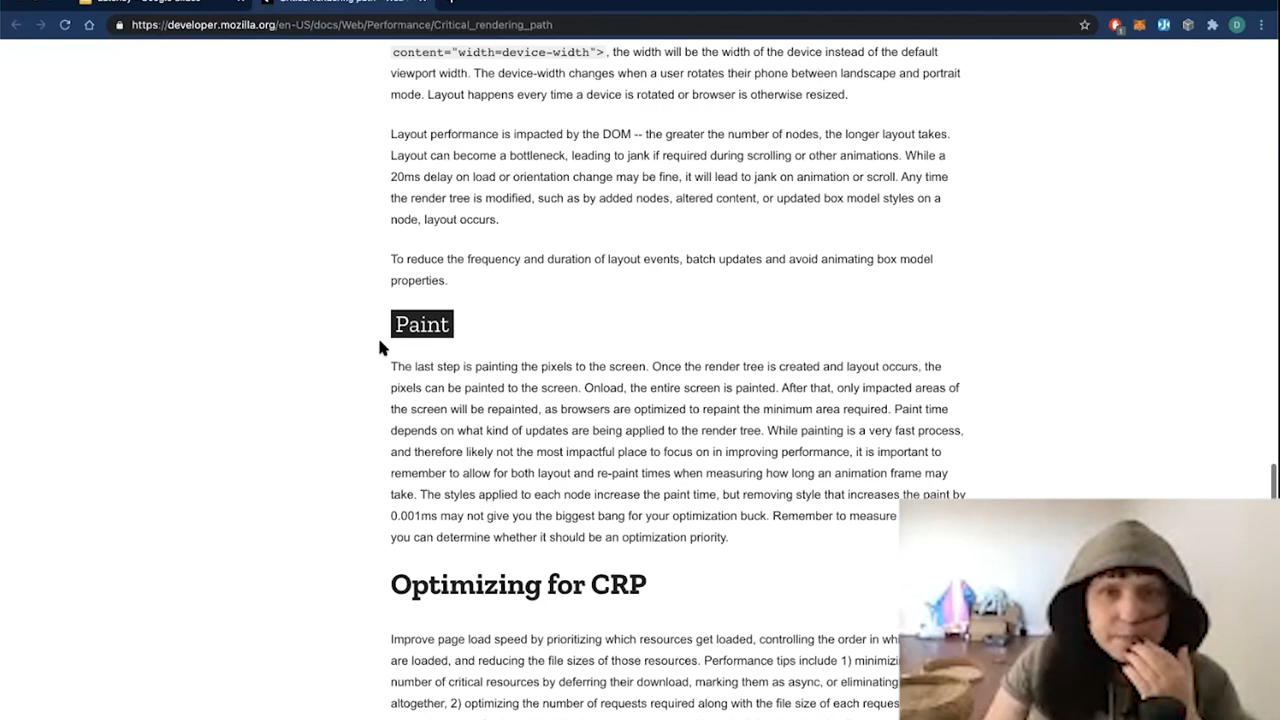 https://developer.mozilla.org/en-US/docs/Web/Performance/Critical_rendering_path
D
content="width=device-width">, the width will be the width of the device instead of the default
viewport width. The device-width changes when a user rotates their phone between landscape and portrait
mode. Layout happens every time a device is rotated or browser is otherwise resized.
Layout performance is impacted by the DOM -- the greater the number of nodes, the longer layout takes.
Layout can become a bottleneck, leading to jank if required during scrolling or other animations. While a
20ms delay on load or orientation change may be fine, it will lead to jank on animation or scroll. Any time
the render tree is modified, such as by added nodes, altered content, or updated box model styles on a
node, layout occurs.
To reduce the frequency and duration of layout events, batch updates and avoid animating box model
properties.
Paint
The last step is painting the pixels to the screen. Once the render tree is created and layout occurs, the
pixels can be painted to the screen. Onload, the entire screen is painted. After that, only impacted areas of
the screen will be repainted, as browsers are optimized to repaint the minimum area required. Paint time
depends on what kind of updates are being applied to the render tree. While painting is a very fast process,
and therefore likely not the most impactful place to focus on in improving performance, it is important to
remember to allow for both layout and re-paint times when measuring how long an animation frame may
take. The styles applied to each node increase the paint time, but removing style that increases the paint by
0.001ms may not give you the biggest bang for your optimization buck. Remember to measure
you can determine whether it should be an optimization priority.
Optimizing for CRP
Improve page load speed by prioritizing which resources get loaded, controlling the order in wh
are loaded, and reducing the file sizes of those resources. Performance tips include 1) minimizi
number of critical resources by deferring their download, marking them as async, or eliminating
altogether, 2) optimizing the number of requests required along with the file size of each reques